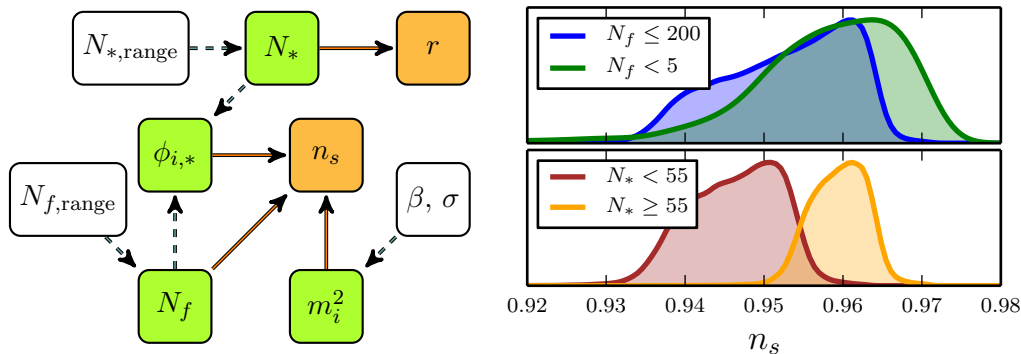 N_{*,range}
N_*
r
ϕ_{i,*}
n_s
N_{f,range}
β, σ
N_f
m_i^2
N_f ≤ 200
N_f < 5
N_* < 55
N_* ≥ 55
0.92 0.93 0.94 0.95 0.96 0.97 0.98
n_s